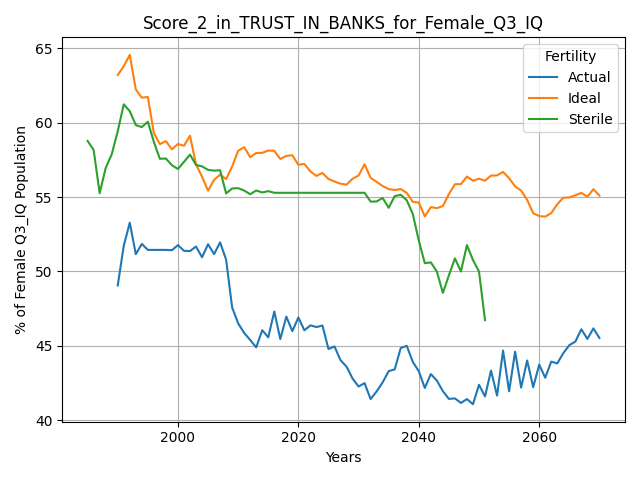 Score_2_in_TRUST_IN_BANKS_for_Female_Q3_IQ
% of Female Q3_IQ Population
65
60
55
50
45
40
Fertility
Actual
Ideal
Sterile
2000
2020
2040
2060
Years